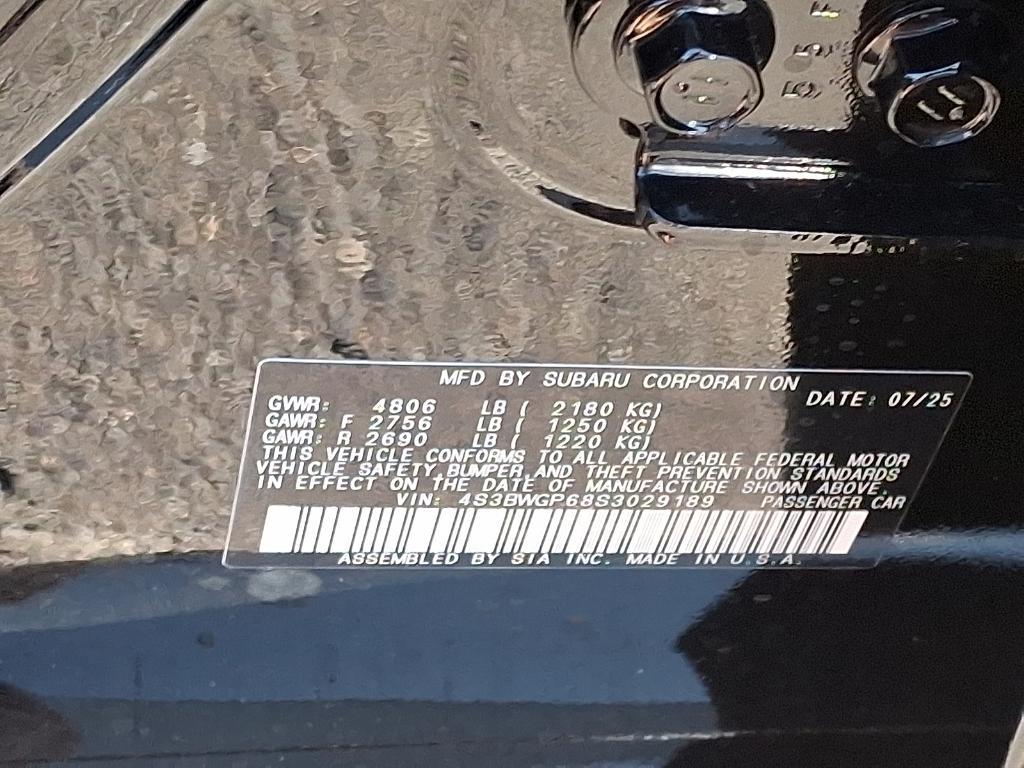 MFD BY SUBARU CORPORATION
DATE: 07/25
GVWR: 4806 LB ( 2180 KG)
GAWR: F 2756 LB ( 1250 KG)
GAWR: R 2690 LB ( 1220 KG)
THIS VEHICLE CONFORMS TO ALL APPLICABLE FEDERAL MOTOR
VEHICLE SAFETY,BUMPER AND THEFT PREVENTION STANDARDS
IN EFFECT ON THE DATE OF MANUFACTURE SHOWN ABOVE.
VIN: 4S3BWGP68S3029189 PASSENGER CAR
ASSEMBLED BY SIA INC. MADE IN U.S.A.